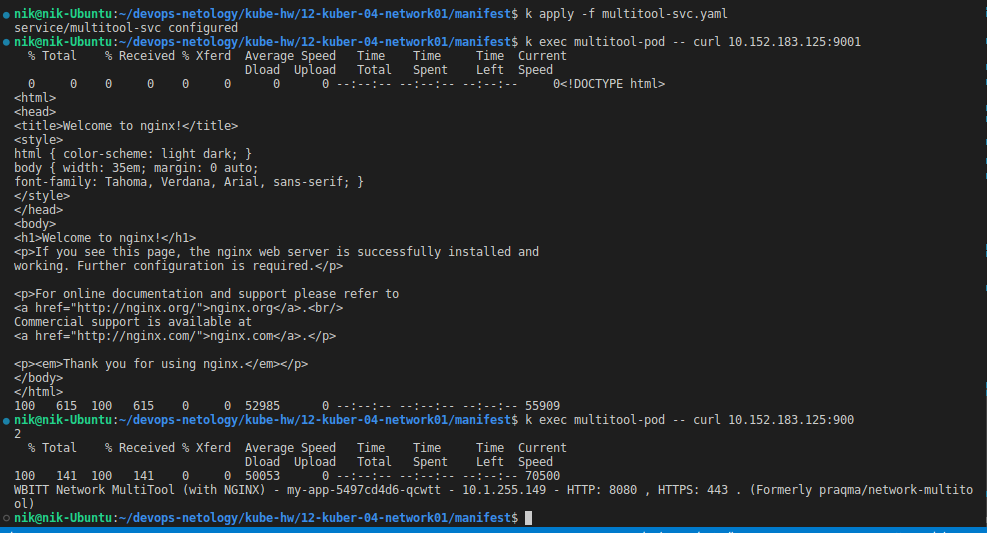 nik@nik-Ubuntu:~/devops-netology/kube-hw/12-kuber-04-network01/manifest$ k apply -f multitool-svc.yaml
service/multitool-svc configured
nik@nik-Ubuntu:~/devops-netology/kube-hw/12-kuber-04-network01/manifest$ k exec multitool-pod -- curl 10.152.183.125:9001
  % Total    % Received % Xferd  Average Speed   Time    Time     Time  Current
                                 Dload  Upload   Total   Spent    Left  Speed
  0     0    0     0    0     0      0      0 --:--:-- --:--:-- --:--:--     0<!DOCTYPE html>
<html>
<head>
<title>Welcome to nginx!</title>
<style>
html { color-scheme: light dark; }
body { width: 35em; margin: 0 auto;
font-family: Tahoma, Verdana, Arial, sans-serif; }
</style>
</head>
<body>
<h1>Welcome to nginx!</h1>
<p>If you see this page, the nginx web server is successfully installed and
working. Further configuration is required.</p>

<p>For online documentation and support please refer to
<a href="http://nginx.org/">nginx.org</a>.<br/>
Commercial support is available at
<a href="http://nginx.com/">nginx.com</a>.</p>

<p><em>Thank you for using nginx.</em></p>
</body>
</html>
100   615  100   615    0     0  52985      0 --:--:-- --:--:-- --:--:-- 55909
nik@nik-Ubuntu:~/devops-netology/kube-hw/12-kuber-04-network01/manifest$ k exec multitool-pod -- curl 10.152.183.125:900
2
  % Total    % Received % Xferd  Average Speed   Time    Time     Time  Current
                                 Dload  Upload   Total   Spent    Left  Speed
100   141  100   141    0     0  50053      0 --:--:-- --:--:-- --:--:-- 70500
WBITT Network MultiTool (with NGINX) - my-app-5497cd4d6-qcwtt - 10.1.255.149 - HTTP: 8080 , HTTPS: 443 . (Formerly praqma/network-multito
ol)
nik@nik-Ubuntu:~/devops-netology/kube-hw/12-kuber-04-network01/manifest$